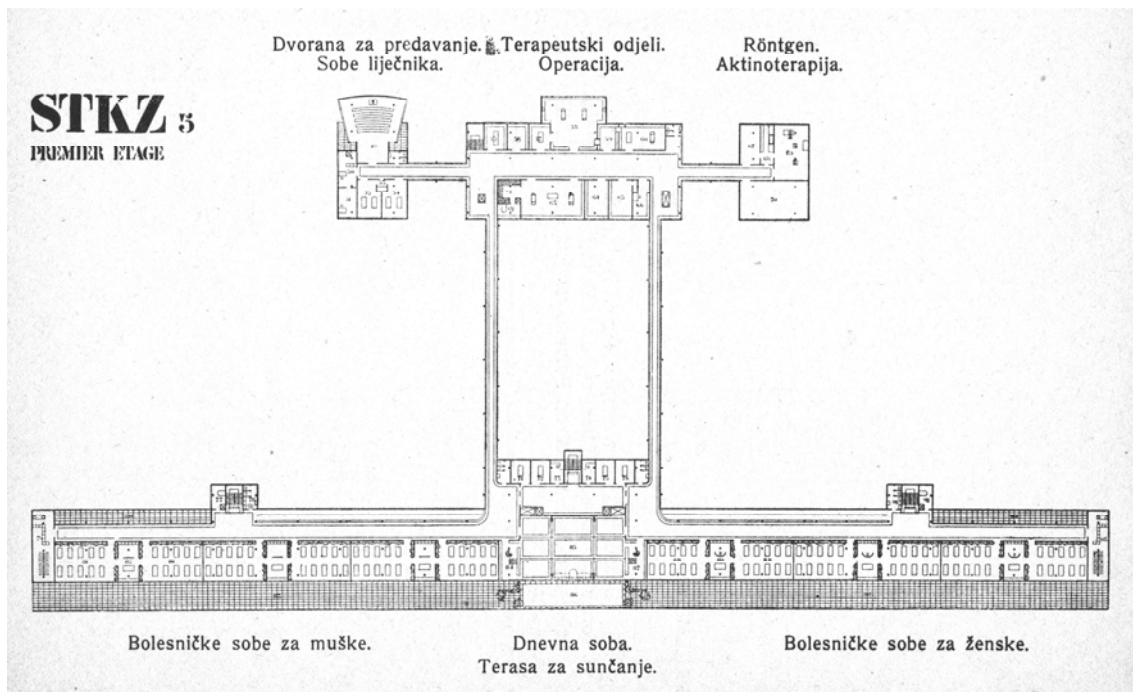 Dvorana za predavanje. Terapeutski odjeli. Röntgen.
Sobe liječnika. Operacija. Aktinoterapija.
STKZ 5
PREMIER ETAGE
Bolesničke sobe za muške. Dnevna soba. Bolesničke sobe za ženske.
Terasa za sunčanje.